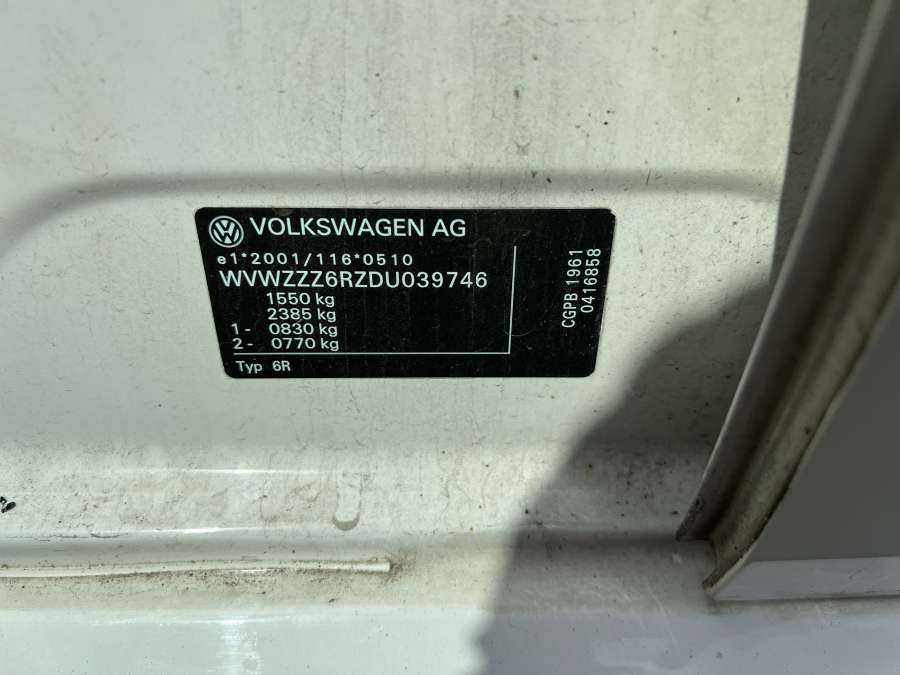 VOLKSWAGEN AG
e1*2001/116*0510
WVWZZZ6RZDU039746
1550 kg
2385 kg
1- 0830 kg
2- 0770 kg
Typ 6R
CGPB 1961
0416858